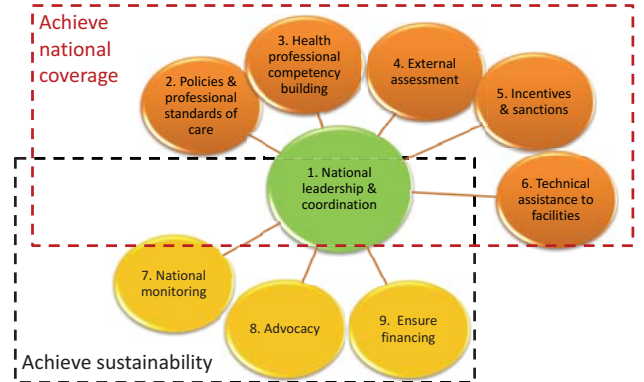 Achieve
national
coverage
3. Health
professional
competency
building
4. External
assessment
2. Policies &
professional
standards of
care
5. Incentives
& sanctions
1. National
leadership &
coordination
6. Technical
assistance to
facilities
7. National
monitoring
8. Advocacy
9. Ensure
financing
Achieve sustainability